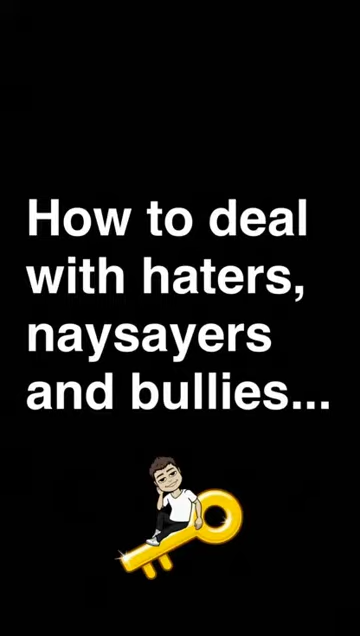 How to deal
with haters,
naysayers
and bullies...